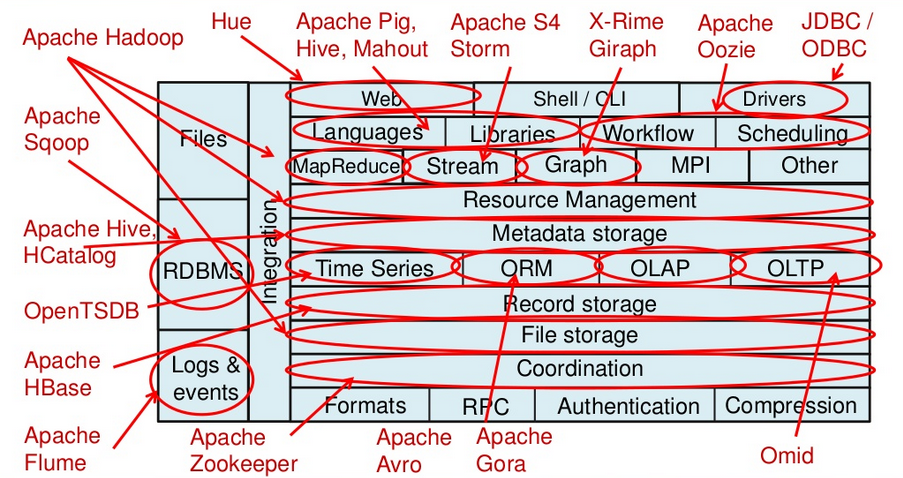 Apache Hadoop
Hue
Apache Pig,
Hive, Mahout
Apache S4
Storm
X-Rime
Giraph
Apache
Oozie
JDBC /
ODBC
Apache
Sqoop
Apache Hive,
HCatalog
OpenTSDB
Apache
HBase
Apache
Flume
Files
RDBMS
Logs &
events
Integration
Web
Shell / CLI
Drivers
Languages
Libraries
Workflow
Scheduling
MapReduce
Stream
Graph
MPI
Other
Resource Management
Metadata storage
Time Series
ORM
OLAP
OLTP
Record storage
File storage
Coordination
Formats
RPC
Authentication
Compression
Apache
Zookeeper
Apache
Avro
Apache
Gora
Omid